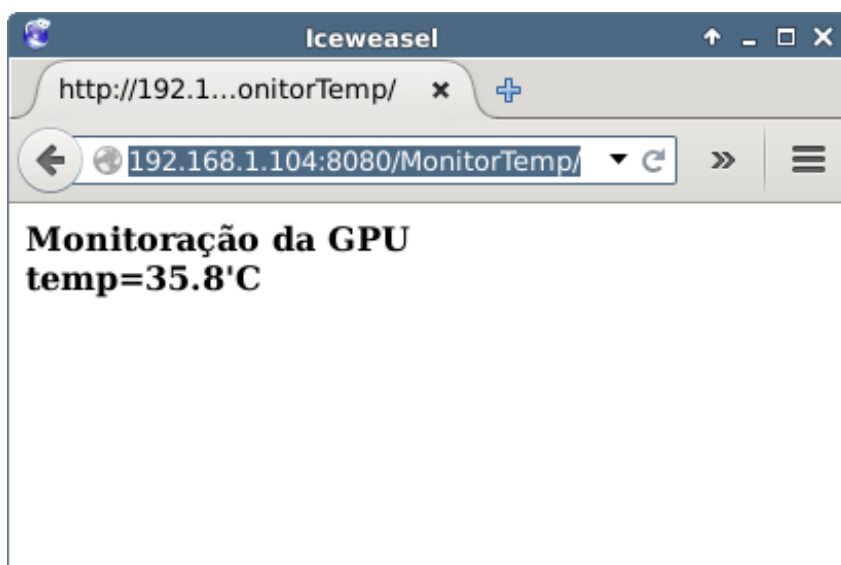 Iceweasel
http://192.1...onitorTemp/
192.168.1.104:8080/MonitorTemp/
Monitoração da GPU
temp=35.8'C